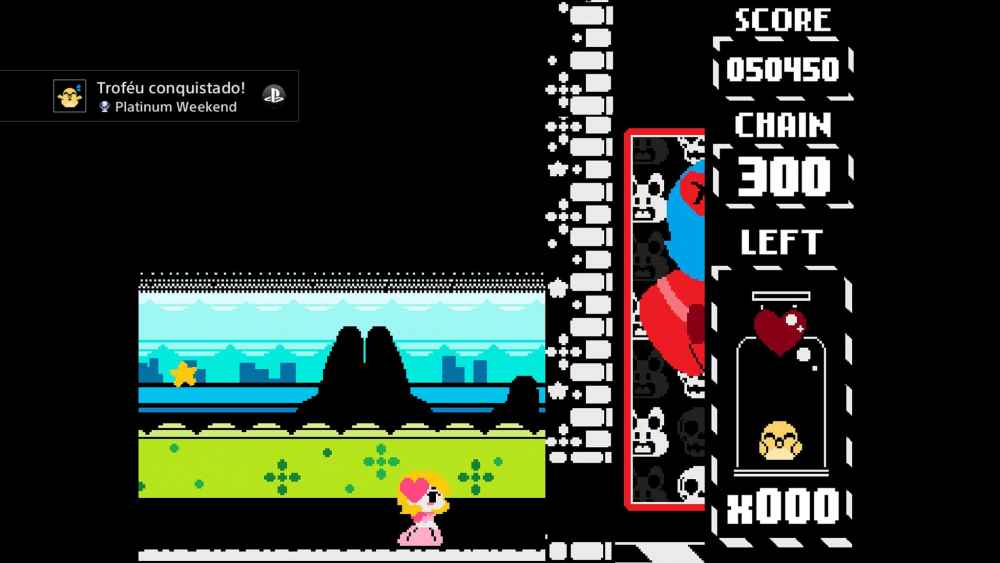 Troféu conquistado!
Platinum Weekend
SCORE
050450
CHAIN
300
LEFT
x000